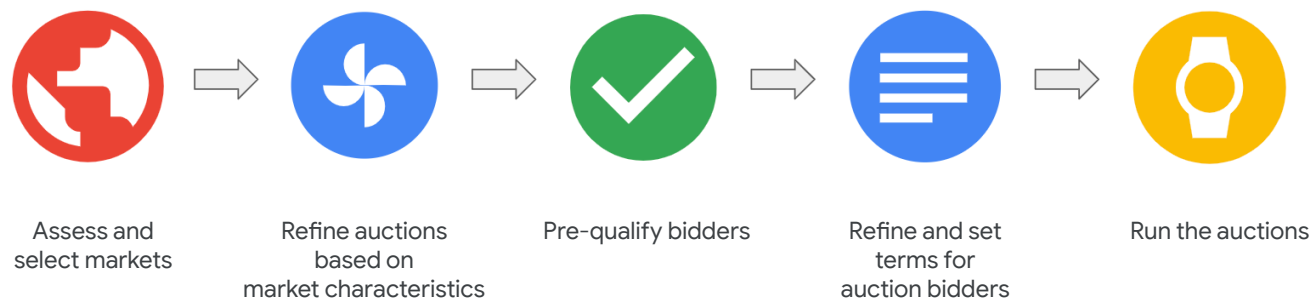 Assess and
select markets
Refine auctions
based on
market characteristics
Pre-qualify bidders
Refine and set
terms for
auction bidders
Run the auctions